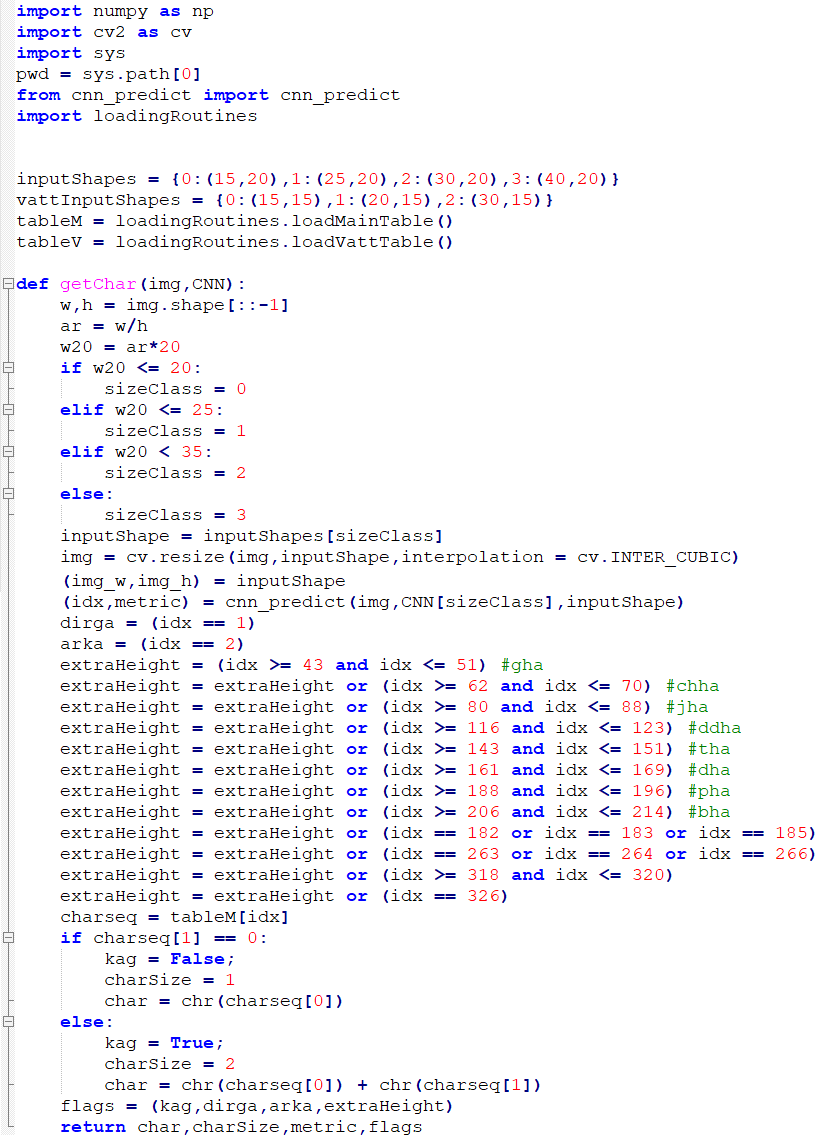 import numpy as np
import cv2 as cv
import sys
pwd = sys.path[0]
from cnn_predict import cnn_predict
import loadingRoutines


inputShapes = {0:(15,20),1:(25,20),2:(30,20),3:(40,20)}
vattInputShapes = {0:(15,15),1:(20,15),2:(30,15)}
tableM = loadingRoutines.loadMainTable()
tableV = loadingRoutines.loadVattTable()

def getChar(img,CNN):
    w,h = img.shape[::-1]
    ar = w/h
    w20 = ar*20
    if w20 <= 20:
        sizeClass = 0
    elif w20 <= 25:
        sizeClass = 1
    elif w20 < 35:
        sizeClass = 2
    else:
        sizeClass = 3
    inputShape = inputShapes[sizeClass]
    img = cv.resize(img,inputShape,interpolation = cv.INTER_CUBIC)
    (img_w,img_h) = inputShape
    (idx,metric) = cnn_predict(img,CNN[sizeClass],inputShape)
    dirga = (idx == 1)
    arka = (idx == 2)
    extraHeight = (idx >= 43 and idx <= 51) #gha
    extraHeight = extraHeight or (idx >= 62 and idx <= 70) #chha
    extraHeight = extraHeight or (idx >= 80 and idx <= 88) #jha
    extraHeight = extraHeight or (idx >= 116 and idx <= 123) #ddha
    extraHeight = extraHeight or (idx >= 143 and idx <= 151) #tha
    extraHeight = extraHeight or (idx >= 161 and idx <= 169) #dha
    extraHeight = extraHeight or (idx >= 188 and idx <= 196) #pha
    extraHeight = extraHeight or (idx >= 206 and idx <= 214) #bha
    extraHeight = extraHeight or (idx == 182 or idx == 183 or idx == 185)
    extraHeight = extraHeight or (idx == 263 or idx == 264 or idx == 266)
    extraHeight = extraHeight or (idx >= 318 and idx <= 320)
    extraHeight = extraHeight or (idx == 326)
    charseq = tableM[idx]
    if charseq[1] == 0:
        kag = False;
        charSize = 1
        char = chr(charseq[0])
    else:
        kag = True;
        charSize = 2
        char = chr(charseq[0]) + chr(charseq[1])
    flags = (kag,dirga,arka,extraHeight)
    return char,charSize,metric,flags